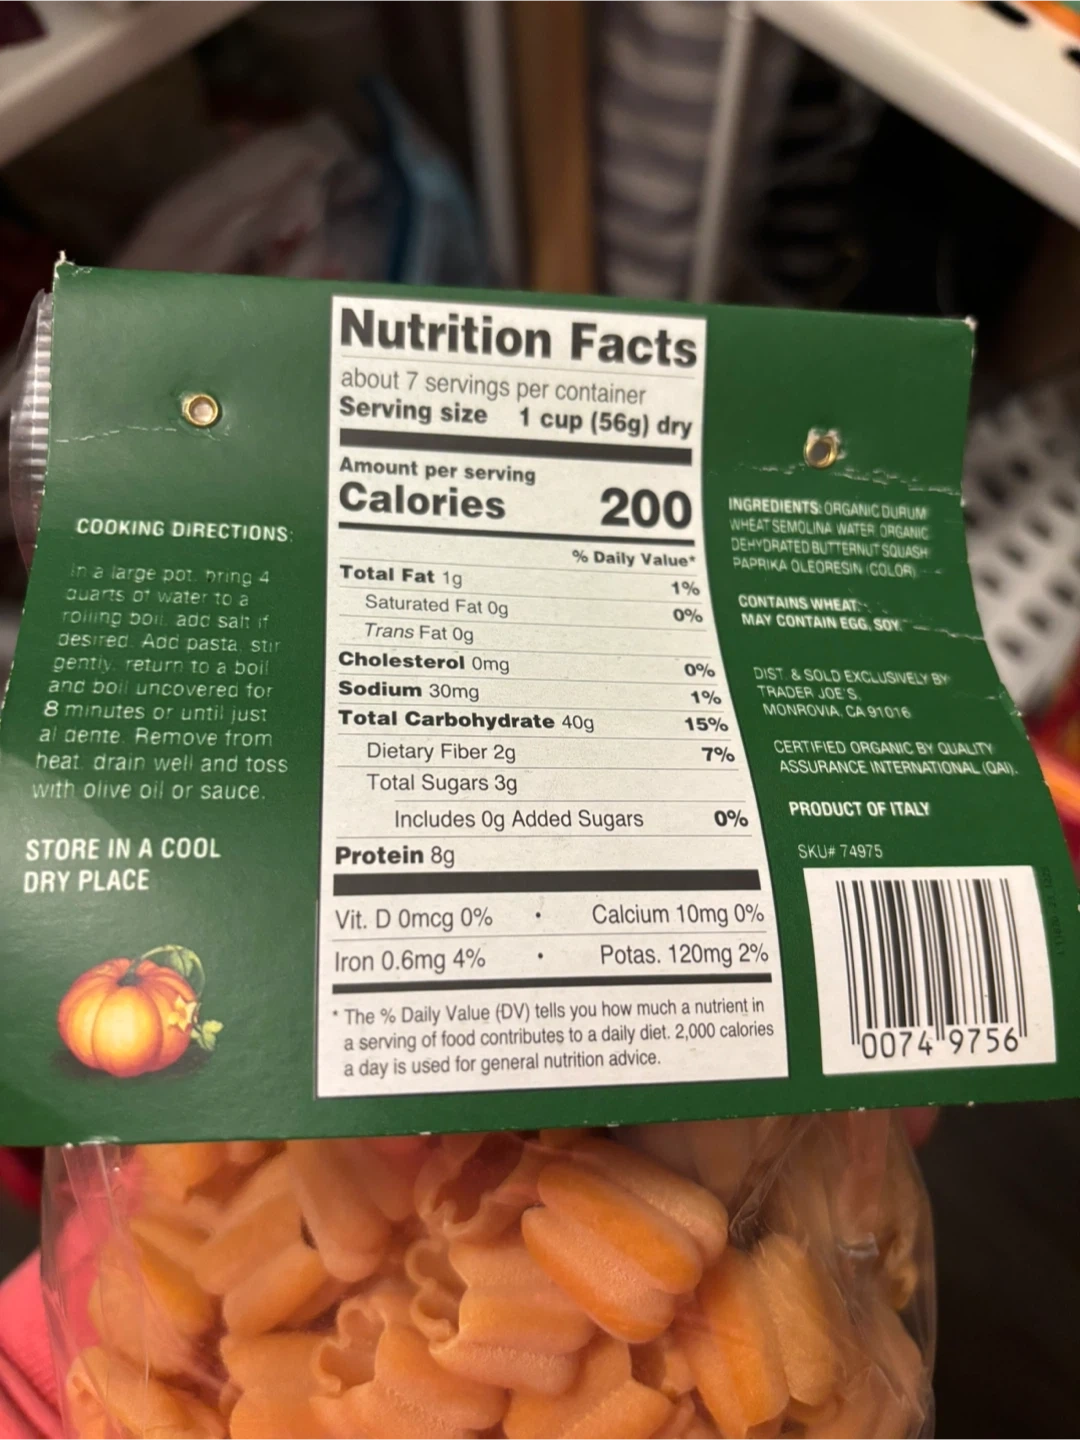 Nutrition Facts
about 7 servings per container
Serving size 1 cup (56g) dry
Amount per serving
Calories 200
% Daily Value*
Total Fat 1g 1%
Saturated Fat 0g 0%
Trans Fat 0g
Cholesterol 0mg 0%
Sodium 30mg 1%
Total Carbohydrate 40g 15%
Dietary Fiber 2g 7%
Total Sugars 3g
Includes 0g Added Sugars 0%
Protein 8g
Vit. D 0mcg 0% • Calcium 10mg 0%
Iron 0.6mg 4% • Potas. 120mg 2%
* The % Daily Value (DV) tells you how much a nutrient in
a serving of food contributes to a daily diet. 2,000 calories
a day is used for general nutrition advice.
COOKING DIRECTIONS:
In a large pot, bring 4
quarts of water to a
rolling boil, add salt if
desired. Add pasta, stir
gently, return to a boil
and boil uncovered for
8 minutes or until just
al dente. Remove from
heat, drain well and toss
with olive oil or sauce.
STORE IN A COOL
DRY PLACE
INGREDIENTS: ORGANIC DURUM
WHEAT SEMOLINA, WATER, ORGANIC
DEHYDRATED BUTTERNUT SQUASH,
PAPRIKA OLEORESIN (COLOR).
CONTAINS WHEAT.
MAY CONTAIN EGG, SOY.
DIST. & SOLD EXCLUSIVELY BY
TRADER JOE'S,
MONROVIA, CA 91016
CERTIFIED ORGANIC BY QUALITY
ASSURANCE INTERNATIONAL (QAI).
PRODUCT OF ITALY
SKU# 74975
0074 9756